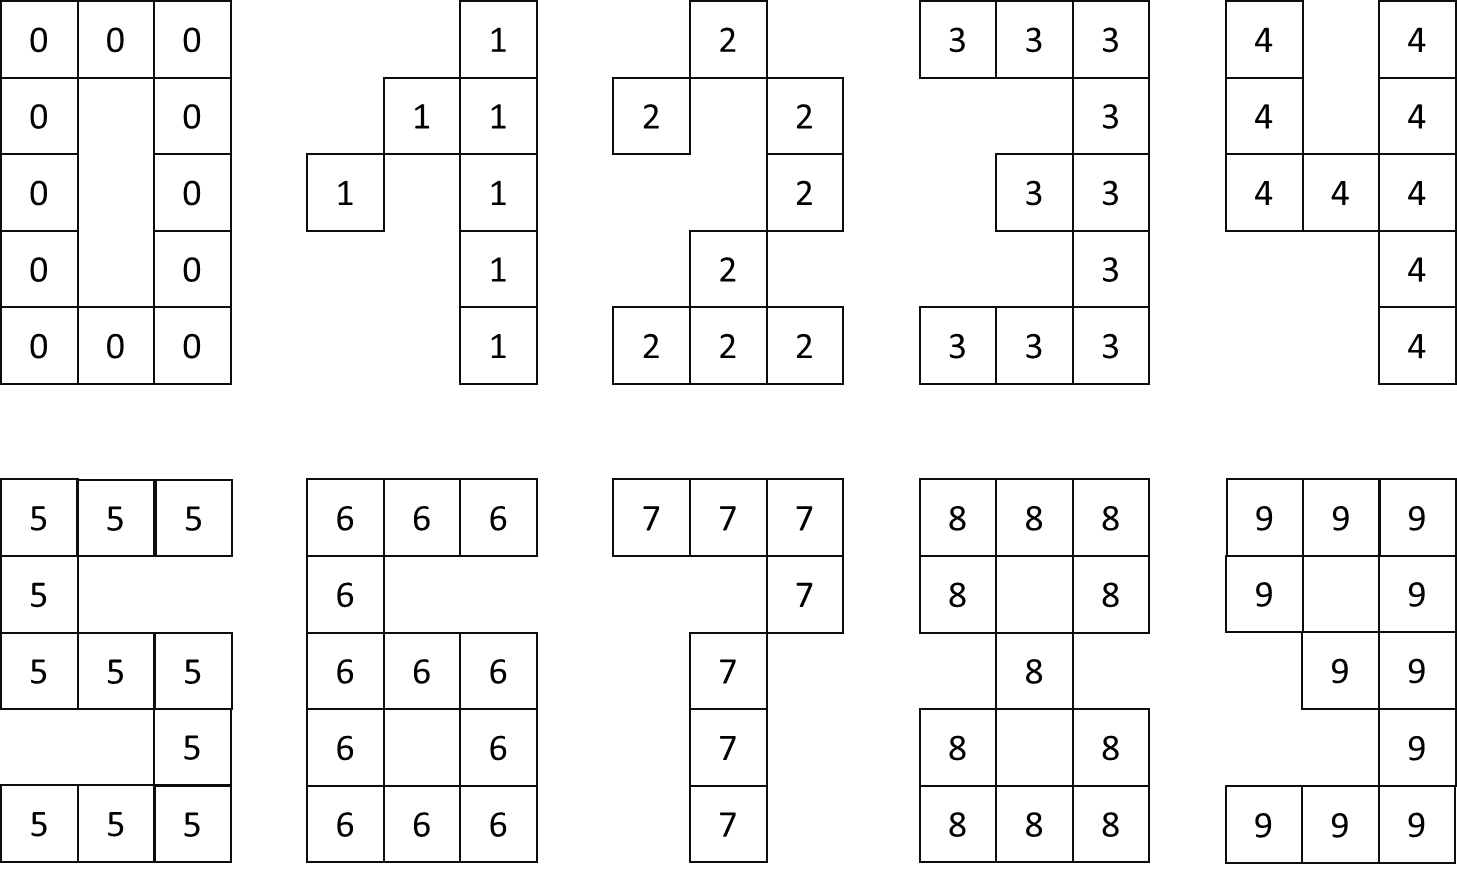 0 0 0 1 2 3 3 3 4 4
0 0 1 1 2 2 3 4 4
0 0 1 1 2 3 3 4 4 4
0 0 1 2 3 4
0 0 0 1 2 2 2 3 3 3 4
5 5 5 6 6 6 7 7 7 8 8 8 9 9 9
5 6 7 8 8 9 9
5 5 5 6 6 6 7 8 9 9
5 6 6 7 8 8 9
5 5 5 6 6 6 7 8 8 8 9 9 9